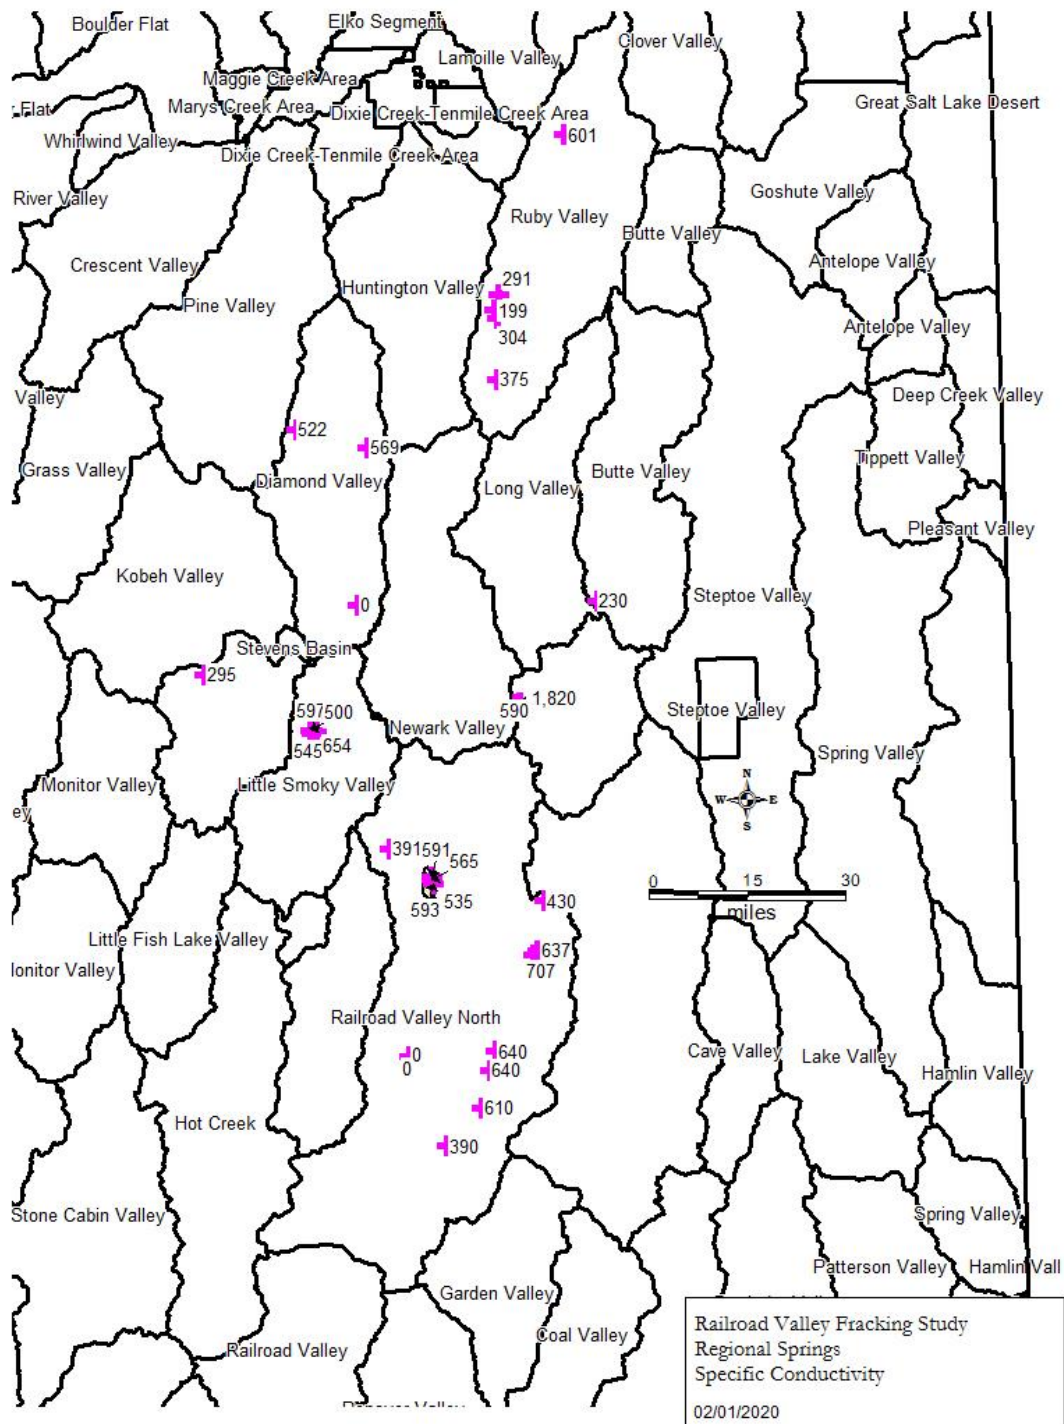 Boulder Flat
Elko Segment
Lamoille Valley
Clover Valley
Maggie Creek Area
Great Salt Lake Desert
r Flat
Marys Creek Area
Dixie Creek-Tenmile Creek Area
601
Whirlwind Valley
Dixie Creek-Tenmile Creek Area
River Valley
Goshute Valley
Ruby Valley
Butte Valley
Crescent Valley
Antelope Valley
291
Huntington Valley
Pine Valley
199
304
Antelope Valley
375
Valley
Deep Creek Valley
522
569
Grass Valley
Diamond Valley
Long Valley
Butte Valley
Tippett Valley
Pleasant Valley
Kobeh Valley
0
230
Steptoe Valley
Stevens Basin
295
597
500
1,820
590
545
654
Newark Valley
Steptoe Valley
Spring Valley
Monitor Valley
Little Smoky Valley
N
W
E
S
ey
391
591
565
535
593
0
15
30
miles
430
Little Fish Lake Valley
637
707
Monitor Valley
Railroad Valley North
0
0
640
640
Cave Valley
Lake Valley
Hamlin Valley
610
Hot Creek
390
Stone Cabin Valley
Spring Valley
Patterson Valley
Hamlin Vall
Garden Valley
Coal Valley
Railroad Valley
Railroad Valley Fracking Study
Regional Springs
Specific Conductivity
02/01/2020